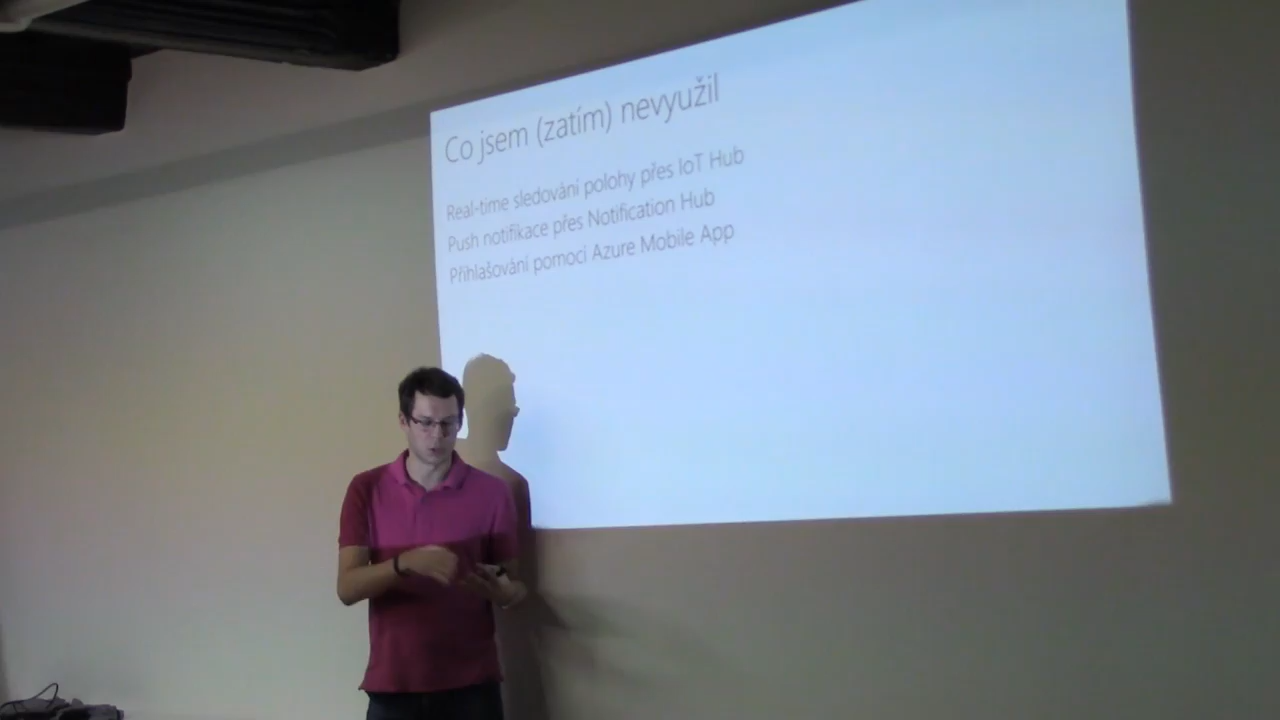 Co jsem (zatím) nevyužil
Real-time sledování polohy přes IoT Hub
Push notifikace přes Notification Hub
Přihlašování pomocí Azure Mobile App